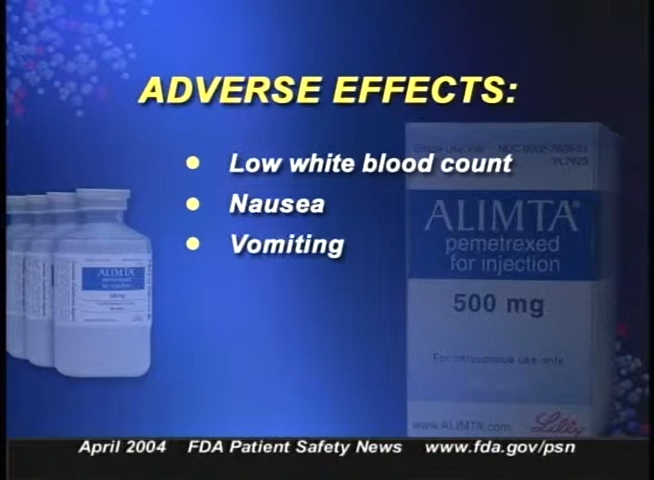 ADVERSE EFFECTS:
Low white blood count
Nausea
Vomiting
ALIMTA®
pemetrexed
for injection
500 mg
For intravenous use only
www.ALIMTA.com Lilly
ALIMTA
April 2004 FDA Patient Safety News www.fda.gov/psn